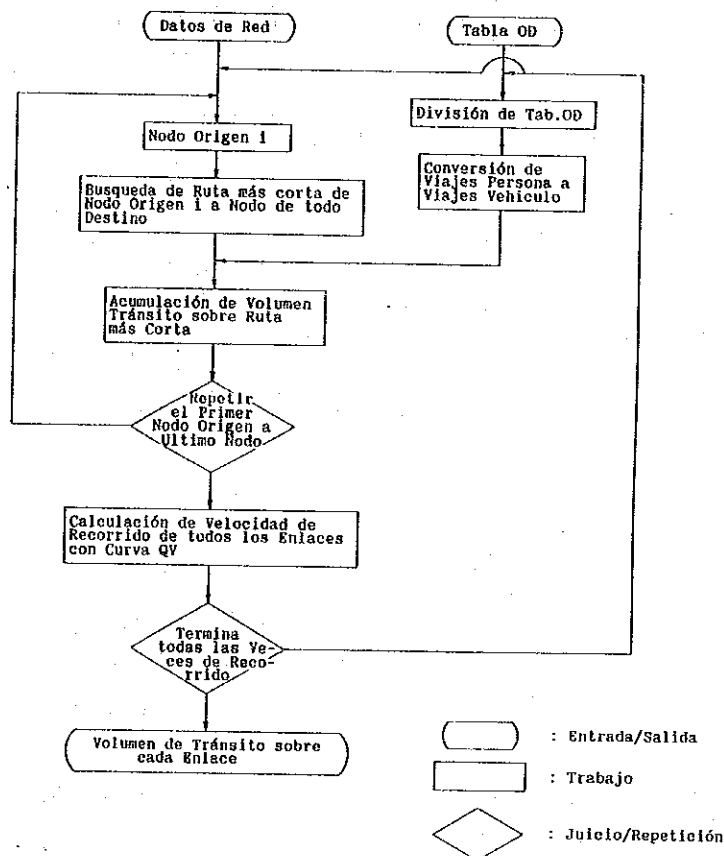 Datos de Red
Tabla OD
División de Tab.OD
Nodo Origen i
Conversión de
Viajes Persona a
Viajes Vehiculo
Busqueda de Ruta más corta de
Nodo Origen i a Nodo de todo
Destino
Acumulación de Volumen
Tránsito sobre Ruta
más Corta
Repetir
el Primer
Nodo Origen a
Ultimo Nodo
Calculación de Velocidad de
Recorrido de todos los Enlaces
con Curva QV
Termina
todas las Ve-
ces de Reco-
rrido
Volumen de Tránsito sobre
cada Enlace
: Entrada/Salida
: Trabajo
: Juicio/Repetición